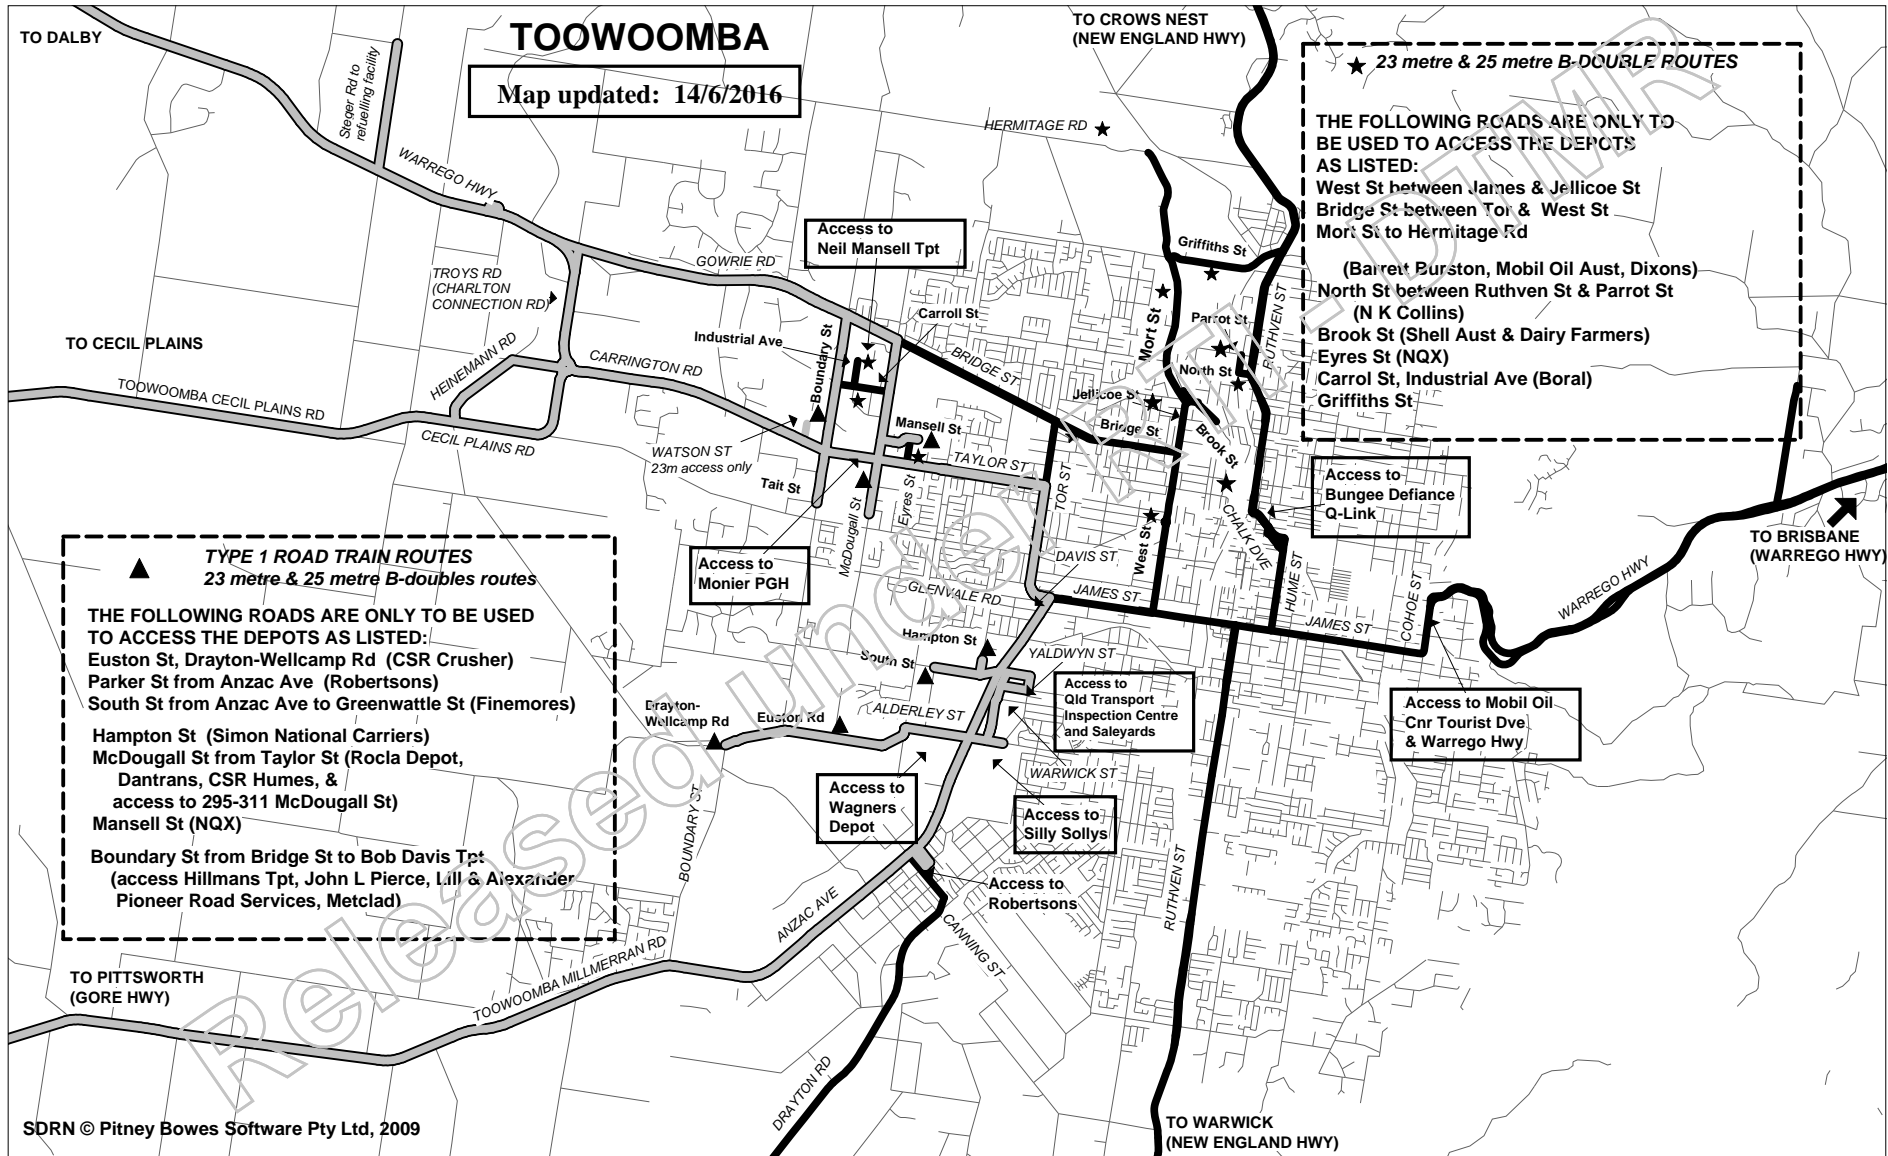 TOOWOOMBA
Map updated: 14/6/2016
TO DALBY
Steger Rd to
refuelling facility
WARREGO HWY
TO CROWS NEST
(NEW ENGLAND HWY)
HERMITAGE RD
23 metre & 25 metre B-DOUBLE ROUTES
THE FOLLOWING ROADS ARE ONLY TO
BE USED TO ACCESS THE DEPOTS
AS LISTED:
West St between James & Jellicoe St
Bridge St between Tor & West St
Mort St to Hermitage Rd
(Barrett Burston, Mobil Oil Aust, Dixons)
North St between Ruthven St & Parrot St
(N K Collins)
Brook St (Shell Aust & Dairy Farmers)
Eyres St (NQX)
Carrol St, Industrial Ave (Boral)
Griffiths St
Access to
Neil Mansell Tpt
GOWRIE RD
TROYS RD
(CHARLTON
CONNECTION RD)
Griffiths St
Carroll St
Industrial Ave
Boundary St
Mort St
Parrot St
RUTHVEN ST
TO CECIL PLAINS
HEINEMANN RD
CARRINGTON RD
BRIDGE ST
North St
TOOWOOMBA CECIL PLAINS RD
CECIL PLAINS RD
Jellicoe St
Bridge St
Brook St
Mansell St
TAYLOR ST
WATSON ST
23m access only
Tait St
McDougall St
Eyres St
TOR ST
West St
CHALK DVE
Access to
Bungee Defiance
Q-Link
TO BRISBANE
(WARREGO HWY)
WARREGO HWY
TYPE 1 ROAD TRAIN ROUTES
23 metre & 25 metre B-doubles routes
THE FOLLOWING ROADS ARE ONLY TO BE USED
TO ACCESS THE DEPOTS AS LISTED:
Euston St, Drayton-Wellcamp Rd (CSR Crusher)
Parker St from Anzac Ave (Robertsons)
South St from Anzac Ave to Greenwattle St (Finemores)
Hampton St (Simon National Carriers)
McDougall St from Taylor St (Rocla Depot,
Dantrans, CSR Humes, &
access to 295-311 McDougall St)
Mansell St (NQX)
Boundary St from Bridge St to Bob Davis Tpt
(access Hillmans Tpt, John L Pierce, Lill & Alexander
Pioneer Road Services, Metclad)
Access to
Monier PGH
DAVIS ST
GLENVALE RD
JAMES ST
HUME ST
JAMES ST
COHOE ST
Hampton St
South St
YALDWYN ST
Access to
Qld Transport
Inspection Centre
and Saleyards
Access to Mobil Oil
Cnr Tourist Dve
& Warrego Hwy
Drayton-
Wellcamp Rd
Euston Rd
ALDERLEY ST
WARWICK ST
Access to
Wagners
Depot
Access to
Silly Sollys
BOUNDARY ST
Access to
Robertsons
RUTHVEN ST
ANZAC AVE
CANNING ST
TO PITTSWORTH
(GORE HWY)
TOOWOOMBA MILLMERRAN RD
DRAYTON RD
TO WARWICK
(NEW ENGLAND HWY)
SDRN © Pitney Bowes Software Pty Ltd, 2009
Released under RTI - DTMR